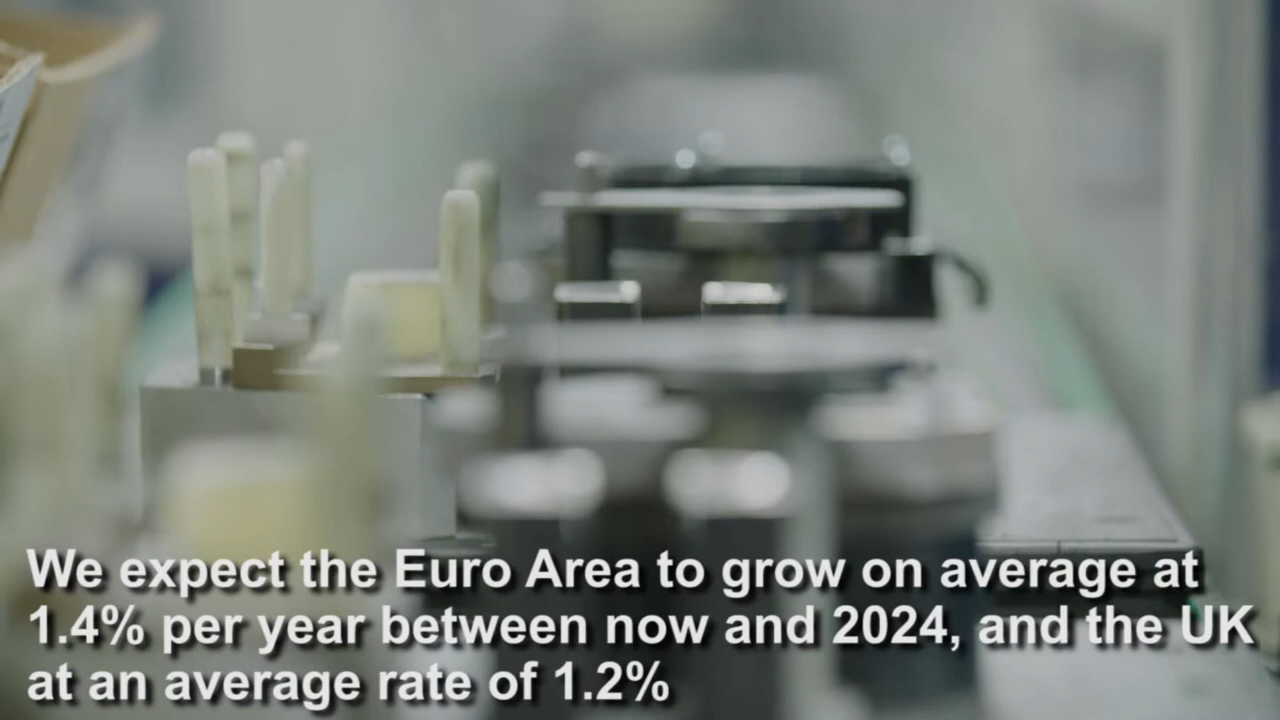 We expect the Euro Area to grow on average at
1.4% per year between now and 2024, and the UK
at an average rate of 1.2%